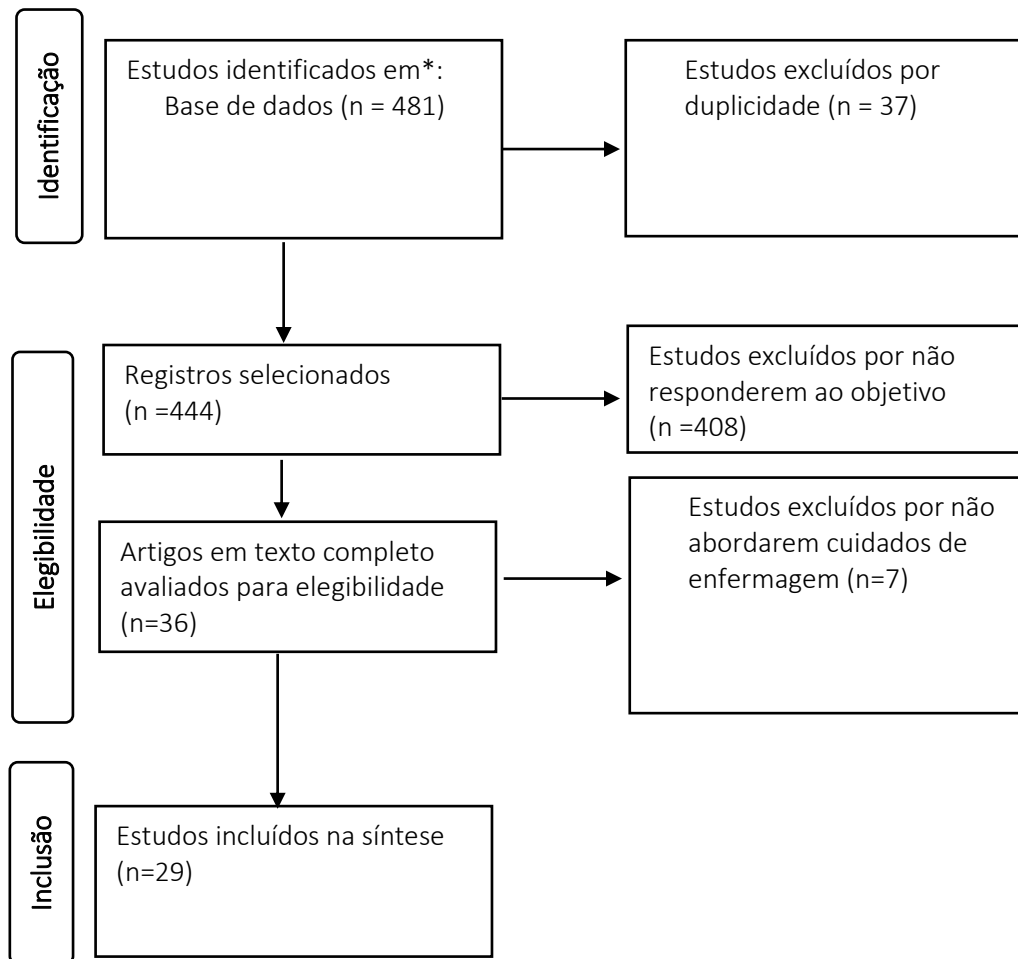 Identificação
Estudos identificados em*:
Base de dados (n = 481)
Estudos excluídos por
duplicidade (n = 37)
Elegibilidade
Registros selecionados
(n =444)
Estudos excluídos por não
responderem ao objetivo
(n =408)
Artigos em texto completo
avaliados para elegibilidade
(n=36)
Estudos excluídos por não
abordarem cuidados de
enfermagem (n=7)
Inclusão
Estudos incluídos na síntese
(n=29)